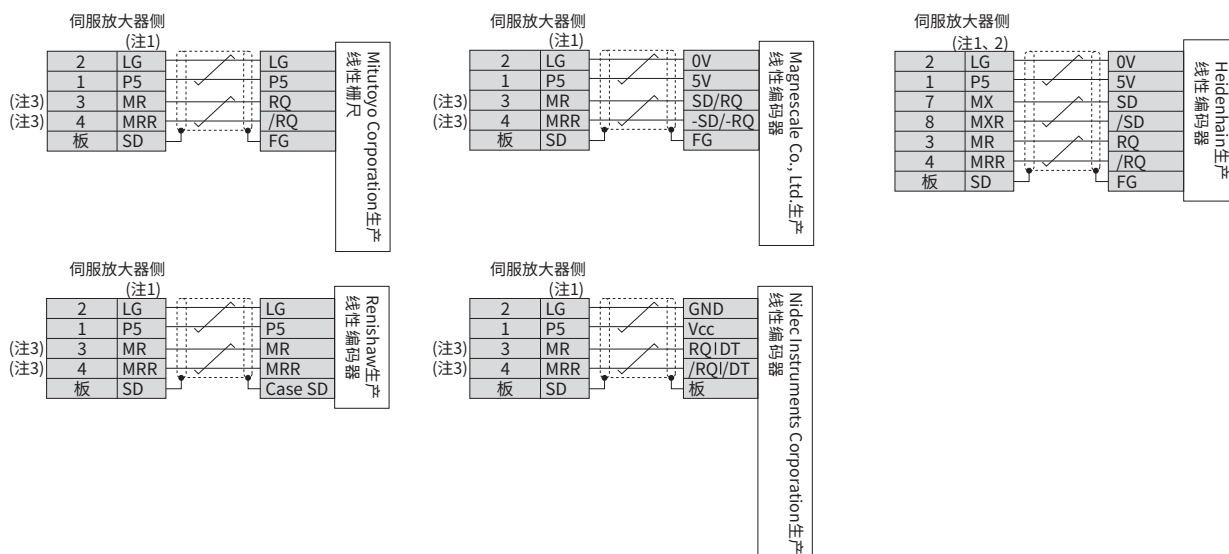 伺服放大器侧
(注1)
2 LG LG
1 P5 P5
(注3) 3 MR RQ
(注3) 4 MRR /RQ
板 SD FG
Mitutoyo Corporation生产
线性栅尺
伺服放大器侧
(注1)
2 LG 0V
1 P5 5V
(注3) 3 MR SD/RQ
(注3) 4 MRR -SD/-RQ
板 SD FG
Magnescale Co., Ltd.生产
线性编码器
伺服放大器侧
(注1、2)
2 LG 0V
1 P5 5V
7 MX SD
8 MXR /SD
3 MR RQ
4 MRR /RQ
板 SD FG
Heidenhain生产
线性编码器
伺服放大器侧
(注1)
2 LG LG
1 P5 P5
(注3) 3 MR MR
(注3) 4 MRR MRR
板 SD Case SD
Renishaw生产
线性编码器
伺服放大器侧
(注1)
2 LG GND
1 P5 Vcc
(注3) 3 MR RQIDT
(注3) 4 MRR /RQI/DT
板 SD 板
Nidec Instruments Corporation生产
线性编码器